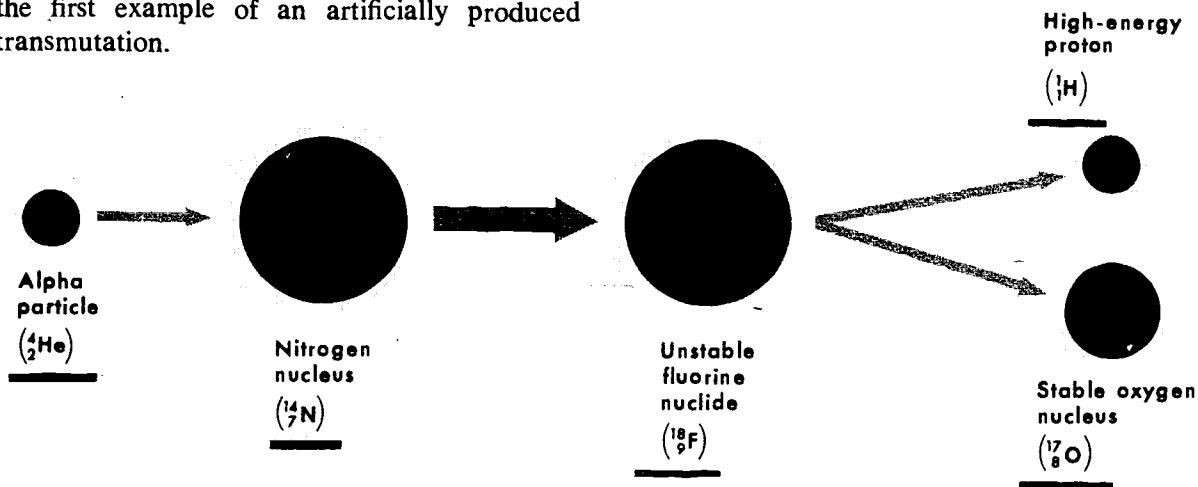 the first example of an artificially produced
transmutation.
High-energy
proton
(¹₁H)
Alpha
particle
(⁴₂He)
Nitrogen
nucleus
(¹⁴₇N)
Unstable
fluorine
nuclide
(¹⁸₉F)
Stable oxygen
nucleus
(¹⁷₈O)